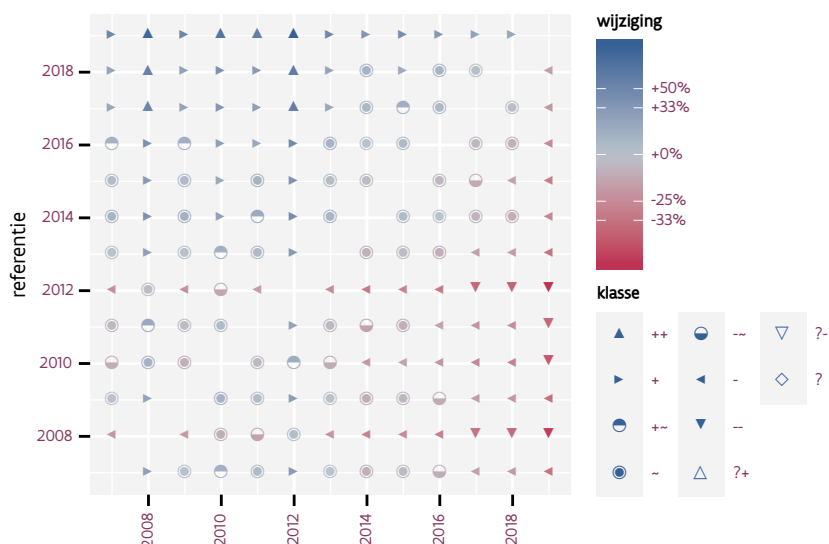 wijziging
+50%
+33%
+0%
-25%
-33%
klasse
++ -~ ?-
+ - ?
+~ --
~ ?+
referentie
2018
2016
2014
2012
2010
2008
2008 2010 2012 2014 2016 2018